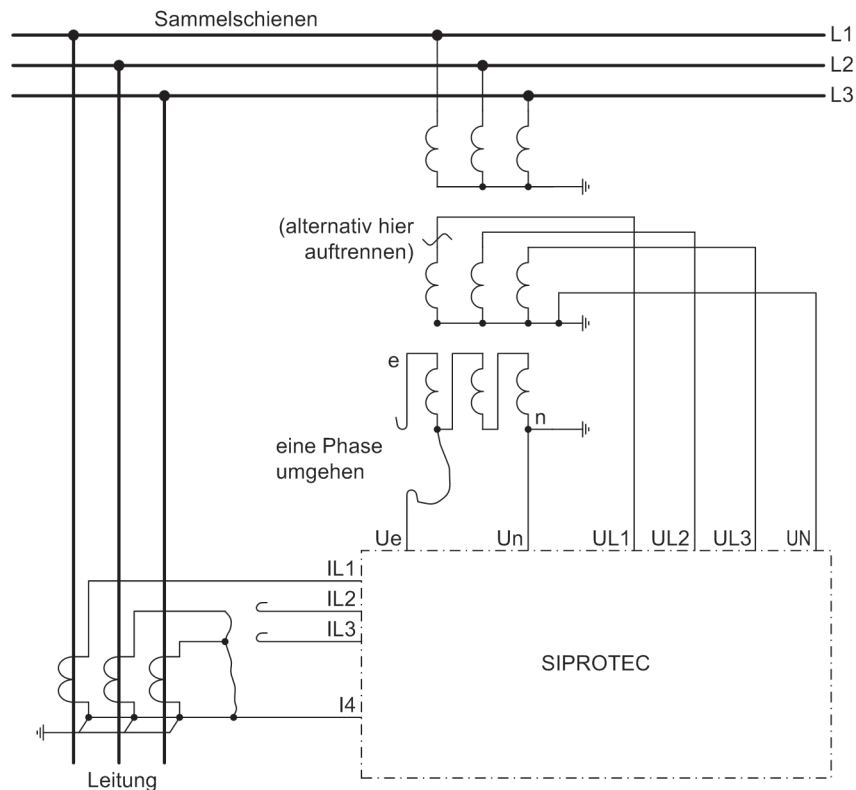 Sammelschienen
L1
L2
L3
(alternativ hier
auftrennen)
e
n
eine Phase
umgehen
Ue
Un
UL1
UL2
UL3
UN
IL1
IL2
IL3
SIPROTEC
I4
Leitung